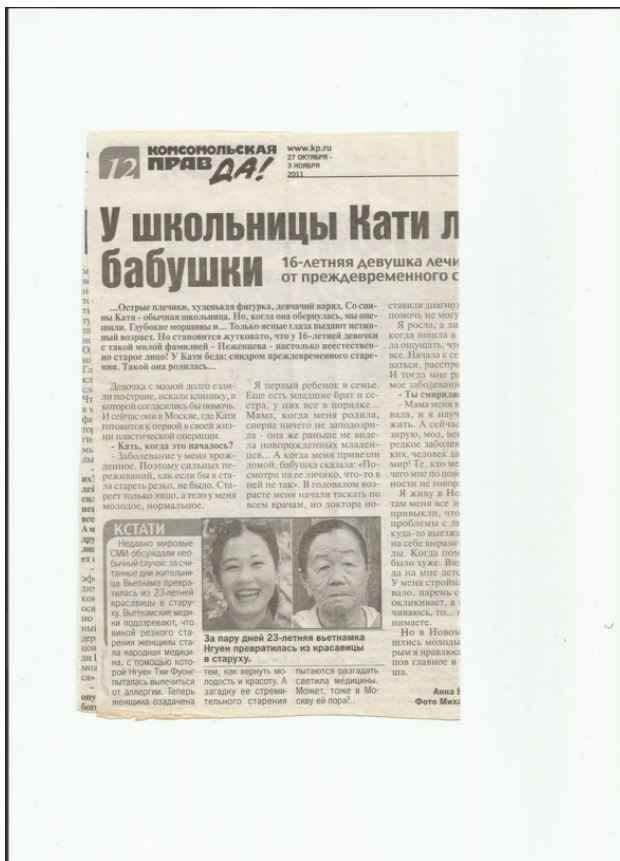 12
КОМСОМОЛЬСКАЯ
ПРАВДА!
www.kp.ru
27 ОКТЯБРЯ -
3 НОЯБРЯ
2011
У школьницы Кати л
бабушки
16-летняя девушка лечи
от преждевременного с
...Острые плечики, худенькая фигурка, девчачий наряд. Со спи-
ны Катя - обычная школьница. Но, когда она обернулась, мы опе-
шили. Глубокие морщины и... Только ясные глаза выдают истин-
ный возраст. Но становится жутковато, что у 16-летней девочки
с такой милой фамилией - Неженцева - настолько неестествен-
но старое лицо! У Кати беда: синдром преждевременного старе-
ния. Такой она родилась...
Девочка с мамой долго езди-
ли по стране, искали клинику, в
которой согласились бы помочь.
И сейчас они в Москве, где Катя
готовится к первой в своей жиз-
ни пластической операции.
- Кать, когда это началось?
- Заболевание у меня врож-
денное. Поэтому сильных пе-
реживаний, как если бы я ста-
ла стареть резко, не было. Ста-
реет только лицо, а тело у меня
молодое, нормальное.
Я первый ребенок в семье.
Еще есть младшие брат и се-
стра, у них все в порядке...
Мама, когда меня родила,
сперва ничего не заподозри-
ла - она же раньше не виде-
ла новорожденных младен-
цев... А когда меня привезли
домой, бабушка сказала: «По-
смотри на ее личико, что-то в
ней не так». В годовалом воз-
расте меня начали таскать по
всем врачам, но доктора по-
ставили диагноз
помочь не могу
Я росла, а ли
когда пошла в
ла ощущать, что
все. Начала к се
ваться, расспра
И тогда мне р
мое заболевани
- Ты смирила
- Мама меня в
вала, и я науч
жить. А сейчас
зирую, мол, вон
редкое заболев
ких, человек дв
мир! Те, кто ме
чего мне по пов
ности не говор
Я живу в Но
там меня все з
привыкли, что
проблемы с ли
куда-то выезжа
на себе вырази
ды. Когда пом
было хуже. Ви
да на мне детс
У меня стройна
вало, парень с
окликивает, а
чиваюсь, то...
нимаете.
Но в Новом
шлись молоды
рым я нравлюс
цов главное в
ша.
Анна
Фото Миха
КСТАТИ
Недавно мировые
СМИ обсуждали нео-
бычный случай: за счи-
танные дни жительни-
ца Вьетнама превра-
тилась из 23-летней
красавицы в стару-
ху. Вьетнамские меди-
ки подозревают, что
виной резкого ста-
рения женщины ста-
ла народная медици-
на, с помощью кото-
рой Нгуен Тхи Фуонг
пыталась вылечиться
от аллергии. Теперь
женщина озадачена
За пару дней 23-летняя вьетнамка
Нгуен превратилась из красавицы
в старуху.
тем, как вернуть мо-
лодость и красоту. А
загадку ее стреми-
тельного старения
пытаются разгадать
светила медицины.
Может, тоже в Мо-
скву ей пора?..